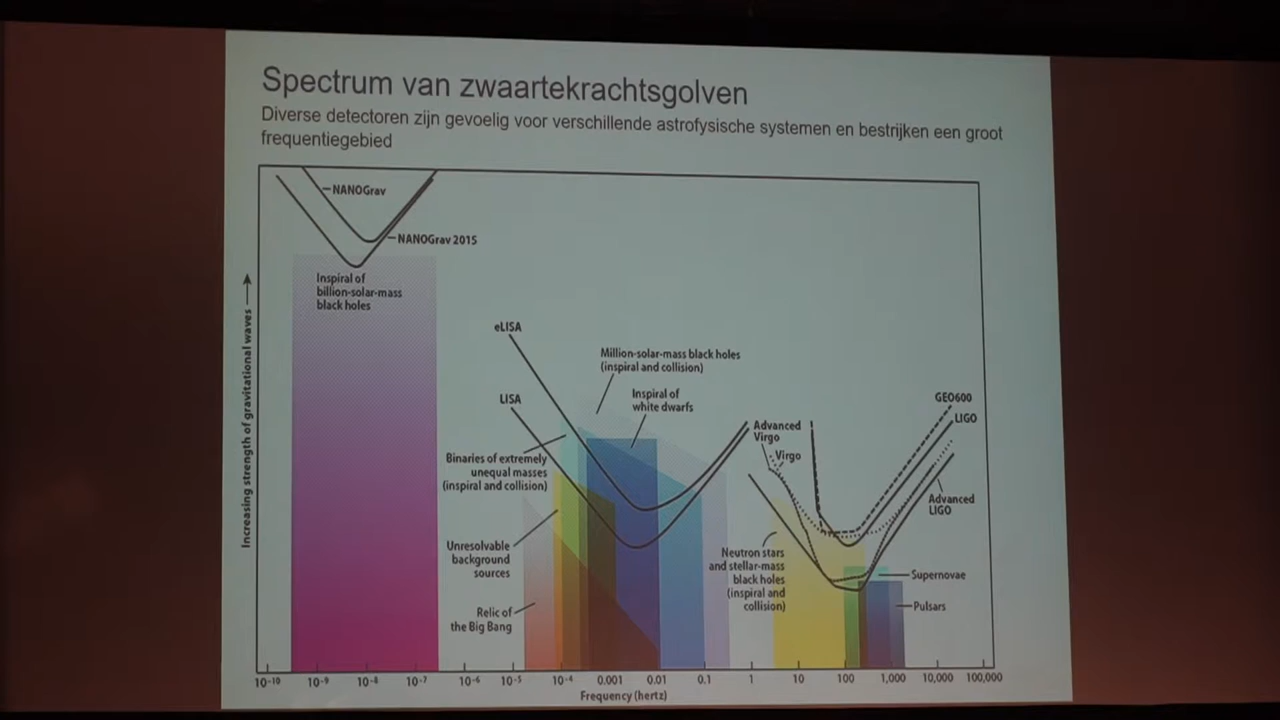 Spectrum van zwaartekrachtsgolven
Diverse detectoren zijn gevoelig voor verschillende astrofysische systemen en bestrijken een groot
frequentiegebied
NANOGrav
NANOGrav 2015
Inspiral of
billion-solar-mass
black holes
Increasing strength of gravitational waves
eLISA
Million-solar-mass black holes
(inspiral and collision)
Inspiral of
white dwarfs
LISA
Binaries of extremely
unequal masses
(inspiral and collision)
Unresolvable
background
sources
Relic of
the Big Bang
Advanced
Virgo
Virgo
GEO600
LIGO
Advanced
LIGO
Neutron stars
and stellar-mass
black holes
(inspiral and
collision)
Supernovae
Pulsars
10⁻¹⁰ 10⁻⁹ 10⁻⁸ 10⁻⁷ 10⁻⁶ 10⁻⁵ 10⁻⁴ 0.001 0.01 0.1 1 10 100 1,000 10,000 100,000
Frequency (hertz)